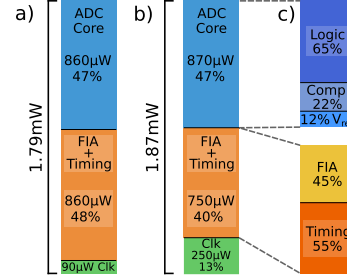 a)
1.79mW
ADC
Core
860μW
47%
FIA
+
Timing
860μW
48%
90μW Clk
b)
1.87mW
ADC
Core
870μW
47%
FIA
+
Timing
750μW
40%
Clk
250μW
13%
c)
Logic
65%
Comp
22%
12%
FIA
45%
Timing
55%